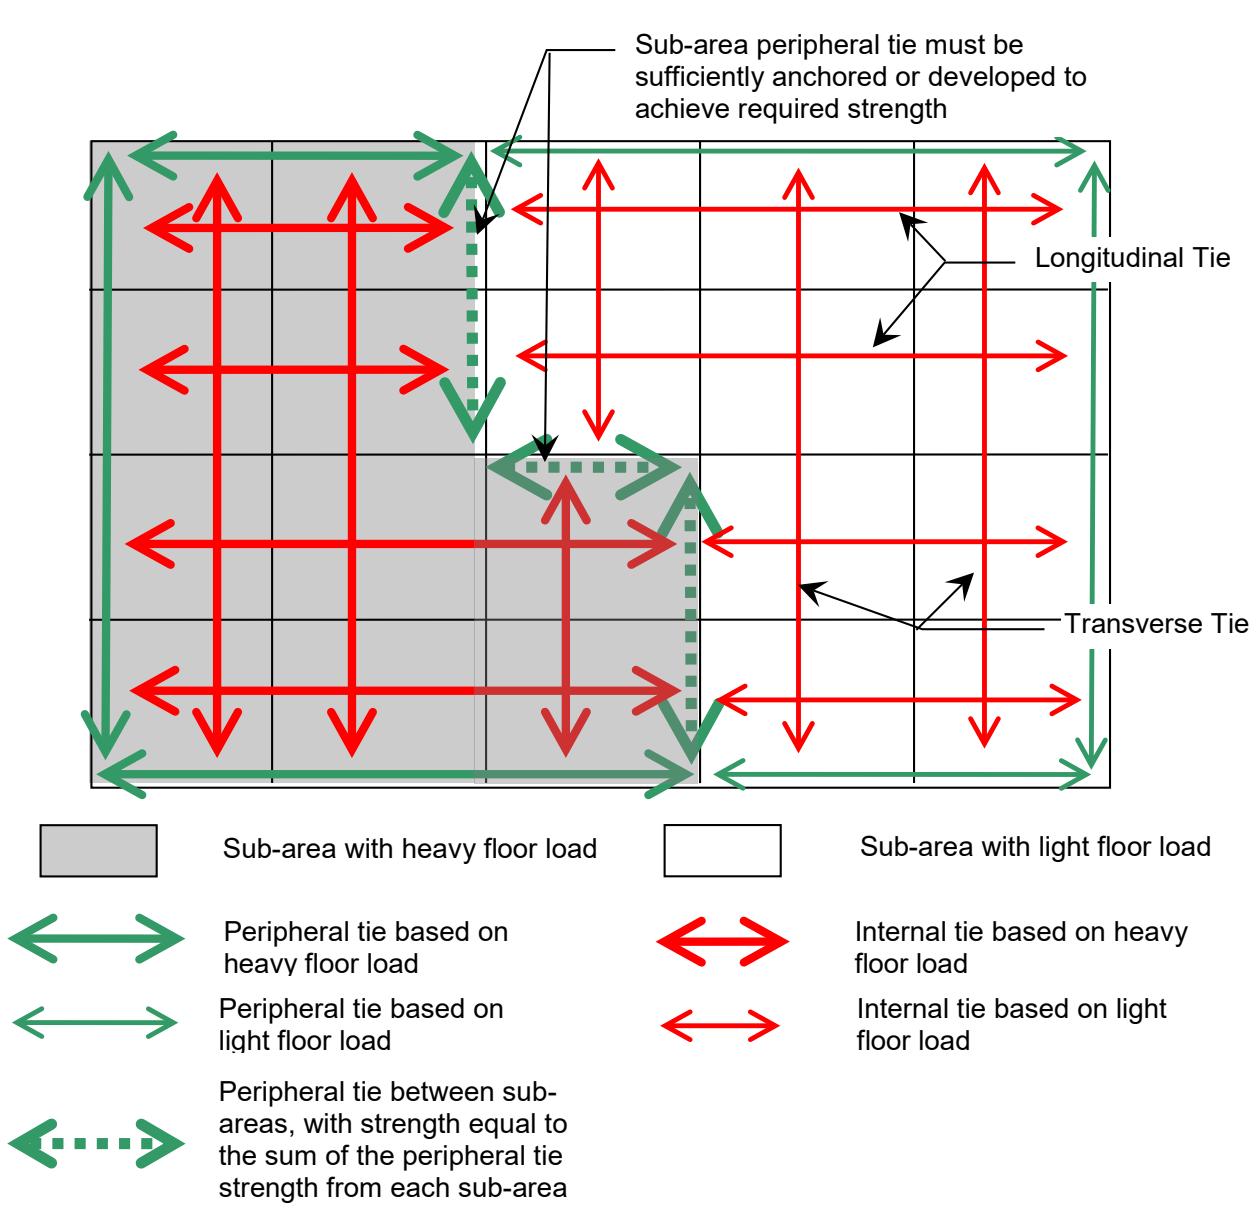 Sub-area peripheral tie must be
sufficiently anchored or developed to
achieve required strength
Longitudinal Tie
Transverse Tie
Sub-area with heavy floor load
Sub-area with light floor load
Peripheral tie based on
heavy floor load
Internal tie based on heavy
floor load
Peripheral tie based on
light floor load
Internal tie based on light
floor load
Peripheral tie between sub-
areas, with strength equal to
the sum of the peripheral tie
strength from each sub-area